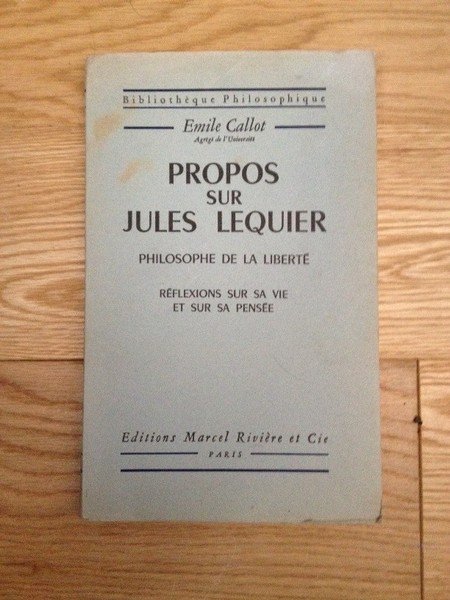 Bibliothèque Philosophique
Emile Callot
Agrégé de l'Université
PROPOS
SUR
JULES LEQUIER
PHILOSOPHE DE LA LIBERTÉ
RÉFLEXIONS SUR SA VIE
ET SUR SA PENSÉE
Editions Marcel Rivière et Cie
PARIS